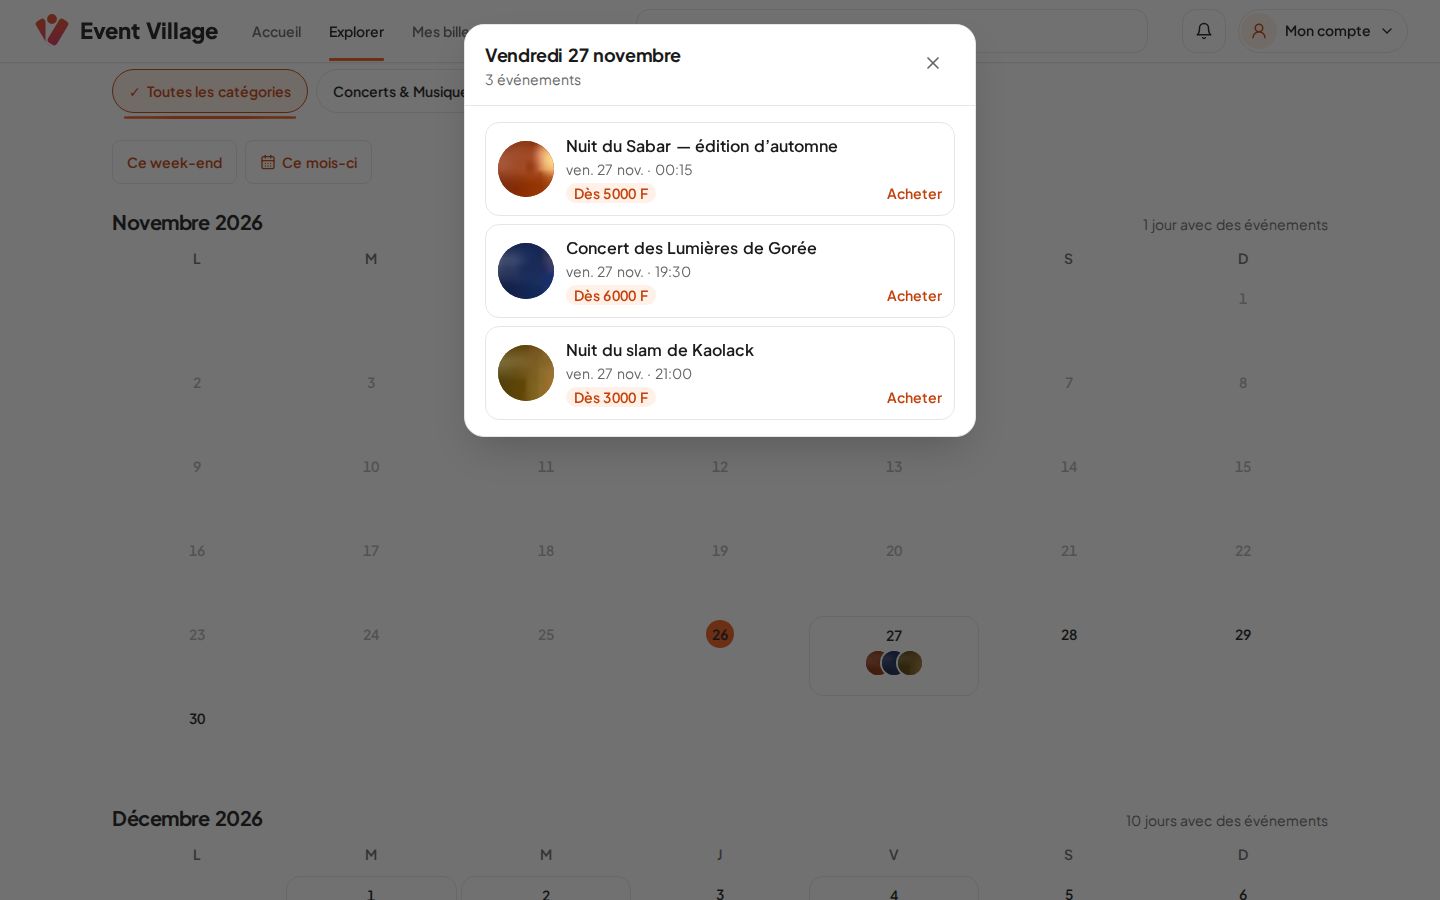 Event Village
Accueil
Explorer
Mes bille
Mon compte
✓ Toutes les catégories
Concerts & Musique
Ce week-end
Ce mois-ci
Vendredi 27 novembre
3 événements
Nuit du Sabar — édition d’automne
ven. 27 nov. · 00:15
Dès 5000 F
Acheter
Concert des Lumières de Gorée
ven. 27 nov. · 19:30
Dès 6000 F
Acheter
Nuit du slam de Kaolack
ven. 27 nov. · 21:00
Dès 3000 F
Acheter
Novembre 2026
1 jour avec des événements
L M S D
1
2 3 7 8
9 10 11 12 13 14 15
16 17 18 19 20 21 22
23 24 25 26 27 28 29
30
Décembre 2026
10 jours avec des événements
L M M J V S D
1 2 3 4 5 6